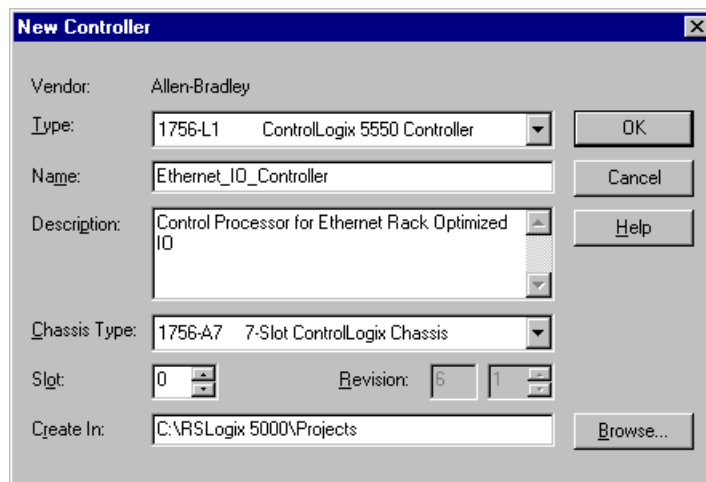 New Controller
Vendor: Allen-Bradley
Type: 1756-L1 ControlLogix 5550 Controller OK
Name: Ethernet_IO_Controller Cancel
Description: Control Processor for Ethernet Rack Optimized Help
IO
Chassis Type: 1756-A7 7-Slot ControlLogix Chassis
Slot: 0 Revision: 6 1
Create In: C:\RSLogix 5000\Projects Browse...